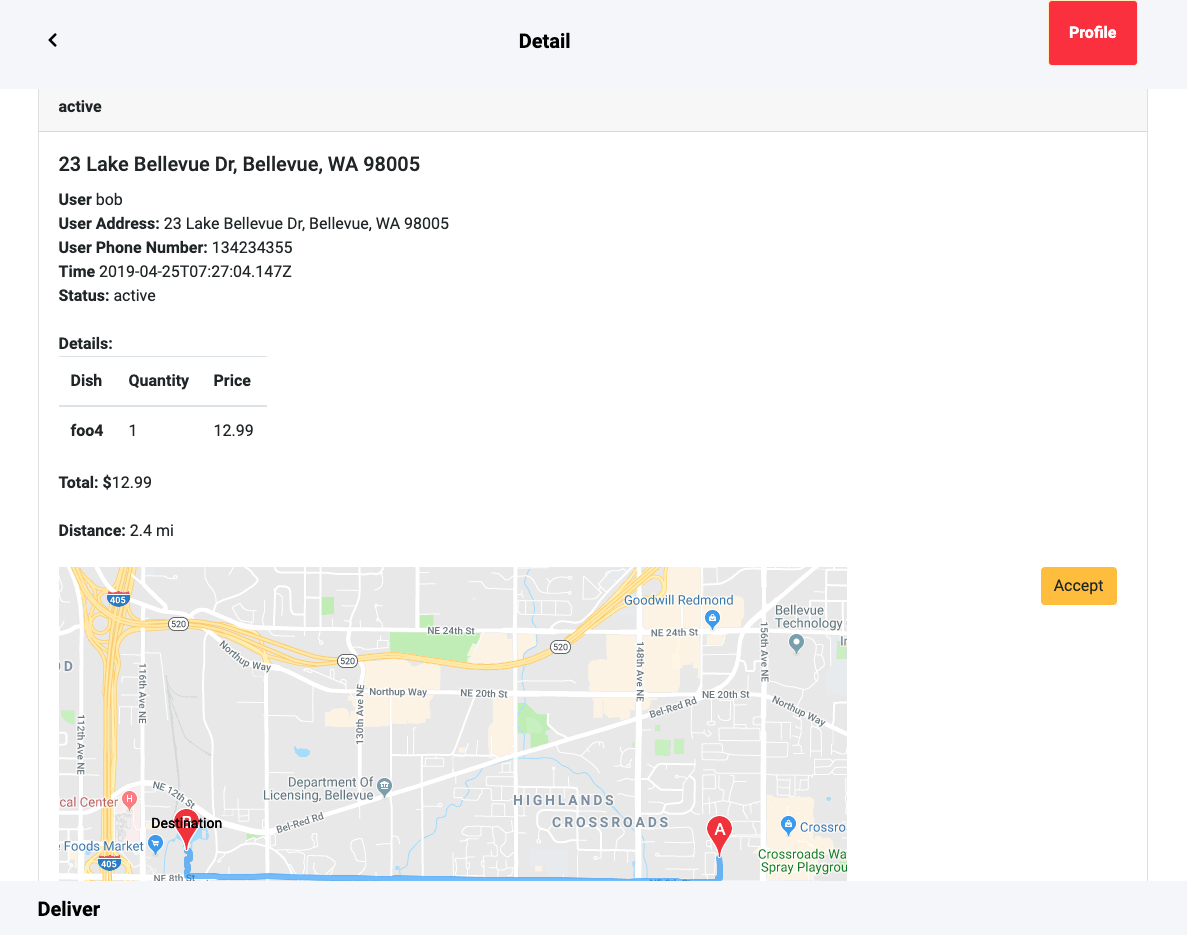 Detail
Profile
active
23 Lake Bellevue Dr, Bellevue, WA 98005
User bob
User Address: 23 Lake Bellevue Dr, Bellevue, WA 98005
User Phone Number: 134234355
Time 2019-04-25T07:27:04.147Z
Status: active
Details:
Dish Quantity Price
foo4 1 12.99
Total: $12.99
Distance: 2.4 mi
Accept
405
520
520
520
Goodwill Redmond
Bellevue
Technology
NE 24th St
NE 24th St
Northup Way
148th Ave NE
156th Ave NE
O D
116th Ave NE
130th Ave NE
Northup Way
NE 20th St
NE 20th St
Bel-Red Rd
Northup Way
112th Ave NE
Department Of
Licensing, Bellevue
NE 12th St
cal Center
H
HIGHLANDS
CROSSROADS
Bel-Red Rd
Destination
A
Crossro
Foods Market
405
Crossroads Wa
Spray Playgrou
NE 8th St
Deliver